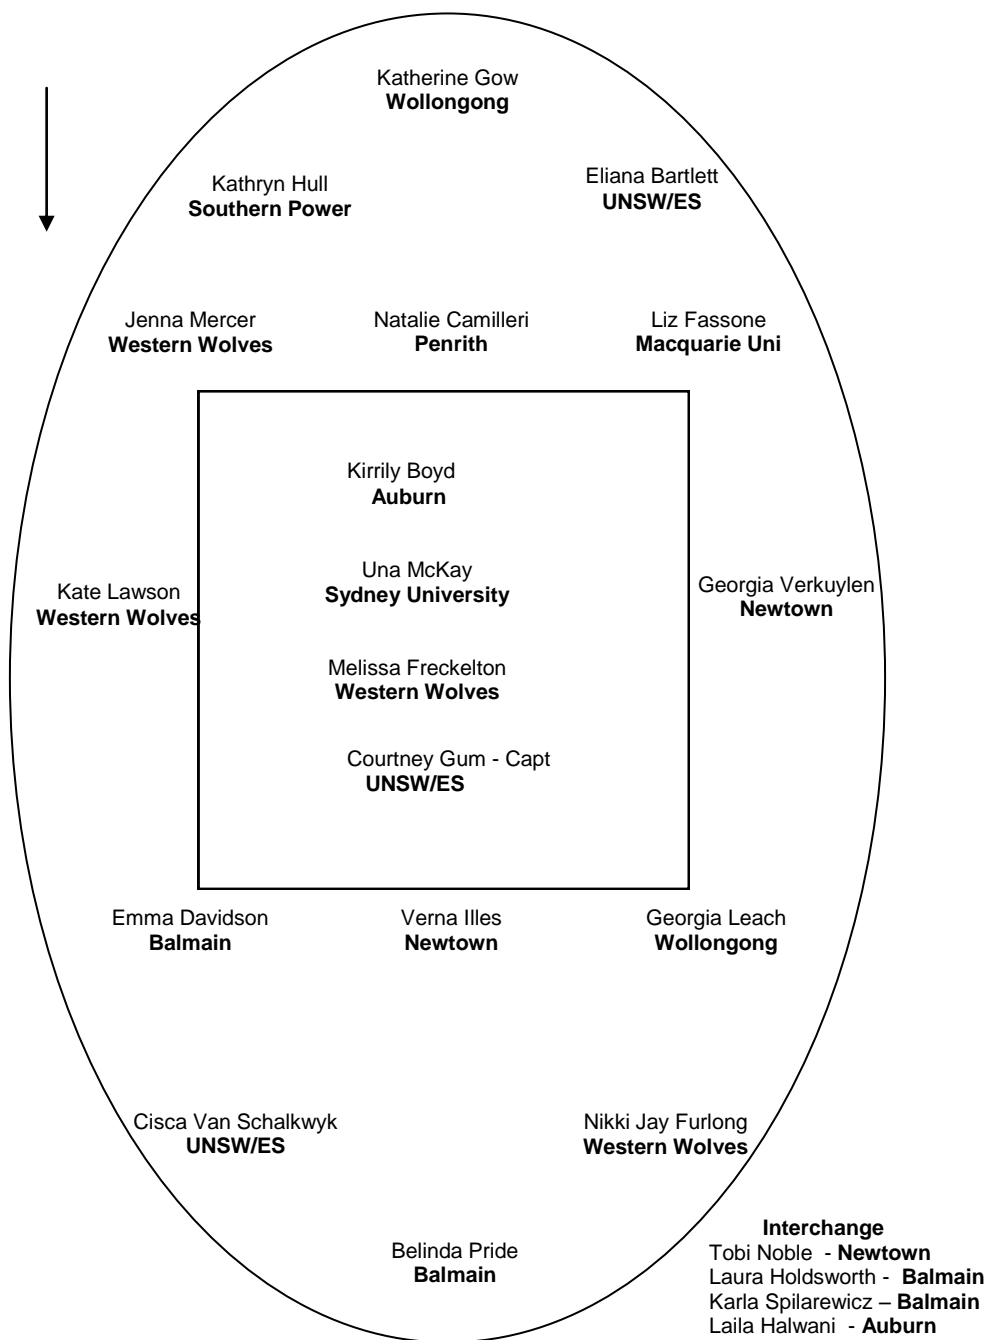 Katherine Gow
Wollongong
Kathryn Hull
Southern Power
Eliana Bartlett
UNSW/ES
Jenna Mercer
Western Wolves
Natalie Camilleri
Penrith
Liz Fassone
Macquarie Uni
Kirrily Boyd
Auburn
Una McKay
Sydney University
Kate Lawson
Western Wolves
Georgia Verkuylen
Newtown
Melissa Freckelton
Western Wolves
Courtney Gum - Capt
UNSW/ES
Emma Davidson
Balmain
Verna Illes
Newtown
Georgia Leach
Wollongong
Cisca Van Schalkwyk
UNSW/ES
Nikki Jay Furlong
Western Wolves
Belinda Pride
Balmain
Interchange
Tobi Noble - Newtown
Laura Holdsworth - Balmain
Karla Spilarewicz – Balmain
Laila Halwani - Auburn